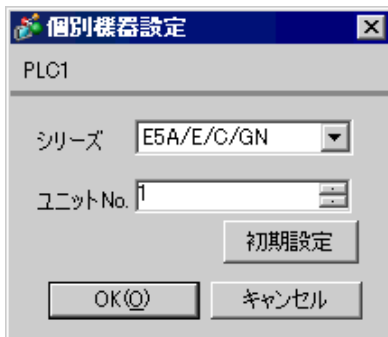 個別機器設定
PLC1
シリーズ E5A/E/C/GN
ユニットNo. 1
初期設定
OK(O) キャンセル